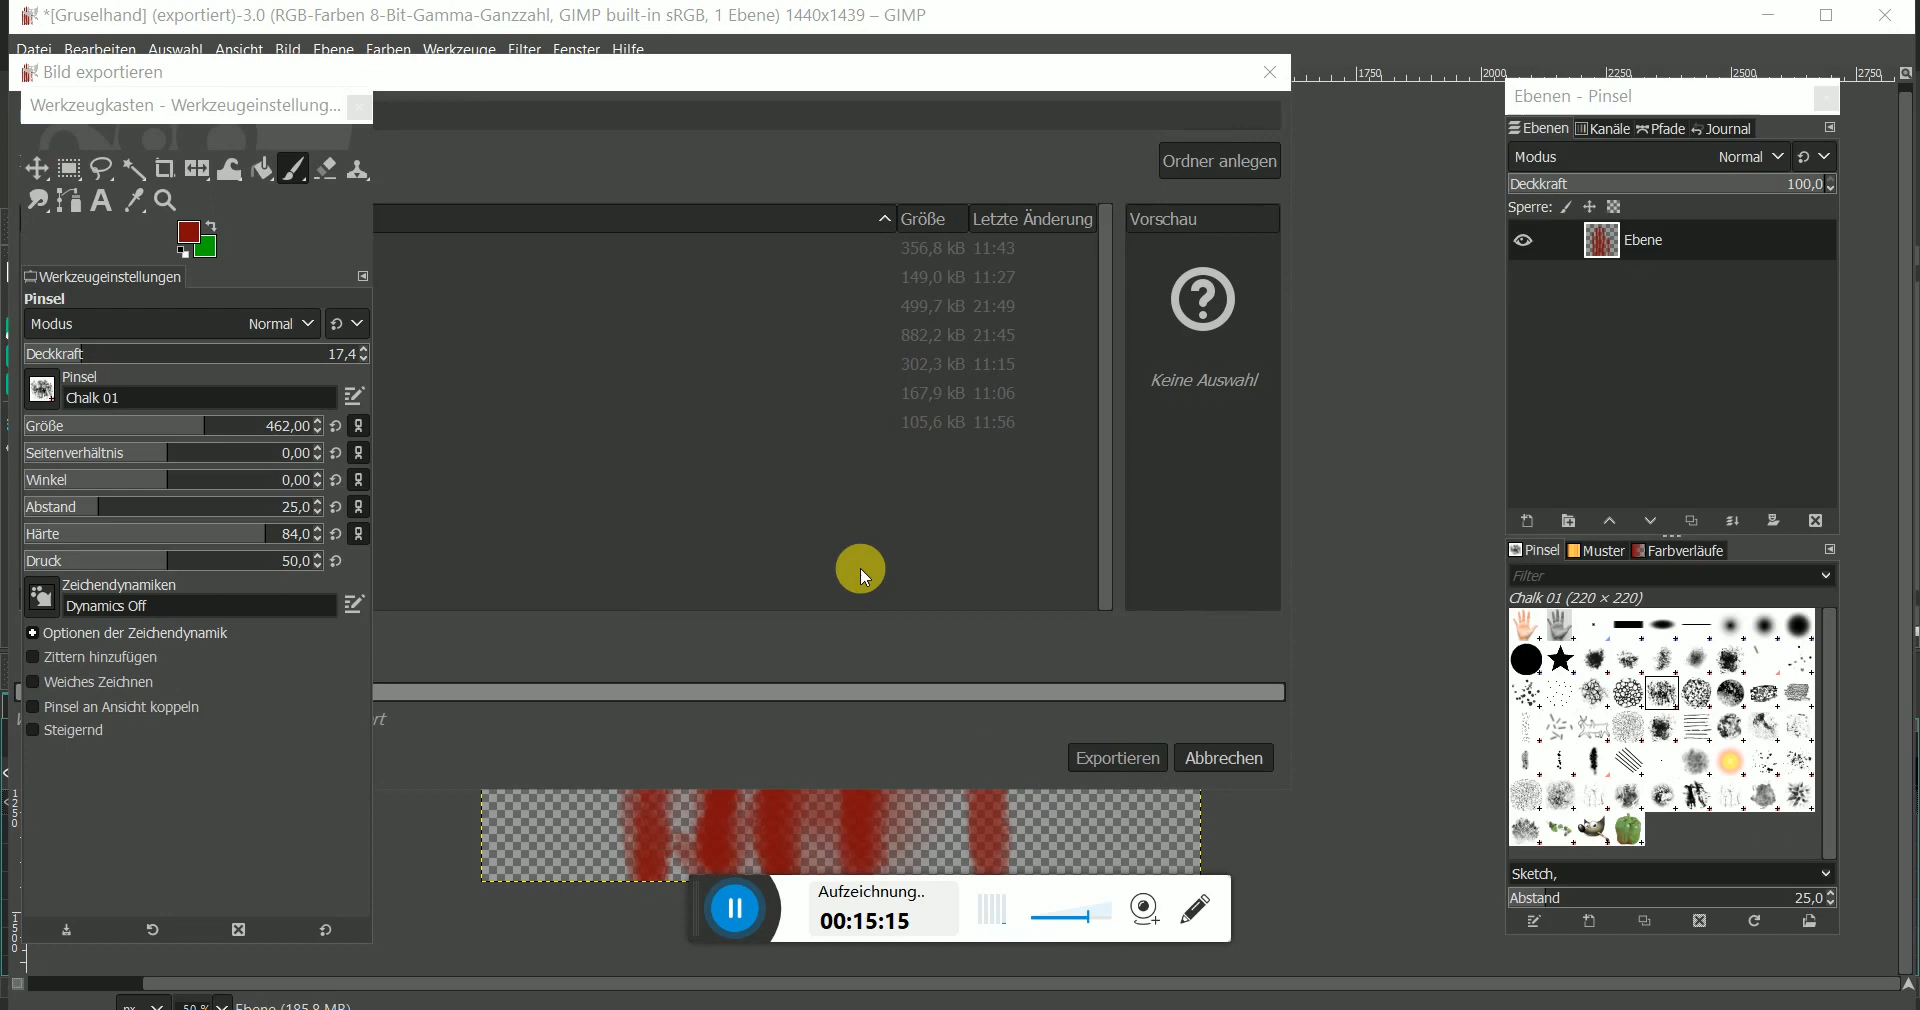 *[Gruselhand] (exportiert)-3.0 (RGB-Farben 8-Bit-Gamma-Ganzzahl, GIMP built-in sRGB, 1 Ebene) 1440x1439 – GIMP
Datei Bearbeiten Auswahl Ansicht Bild Ebene Farben Werkzeuge Filter Fenster Hilfe
Bild exportieren
1750 2000 2250 2500 2750
Werkzeugkasten - Werkzeugeinstellung...
Ebenen - Pinsel
Ebenen Kanäle Pfade Journal
Modus Normal
Ordner anlegen
Deckkraft 100,0
Sperre:
Größe Letzte Änderung Vorschau
Ebene
356,8 kB 11:43
149,0 kB 11:27
499,7 kB 21:49
882,2 kB 21:45
302,3 kB 11:15
167,9 kB 11:06
105,6 kB 11:56
Keine Auswahl
Werkzeugeinstellungen
Pinsel
Modus Normal
Deckkraft 17,4
Pinsel
Chalk 01
Größe 462,00
Seitenverhältnis 0,00
Winkel 0,00
Abstand 25,0
Härte 84,0
Druck 50,0
Zeichendynamiken
Dynamics Off
Optionen der Zeichendynamik
Zittern hinzufügen
Weiches Zeichnen
Pinsel an Ansicht koppeln
Steigernd
Pinsel Muster Farbverläufe
Filter
Chalk 01 (220 × 220)
Exportieren Abbrechen
Sketch,
Abstand 25,0
Aufzeichnung..
00:15:15
1250
1500
px 50 % Ebene (185,8 MB)